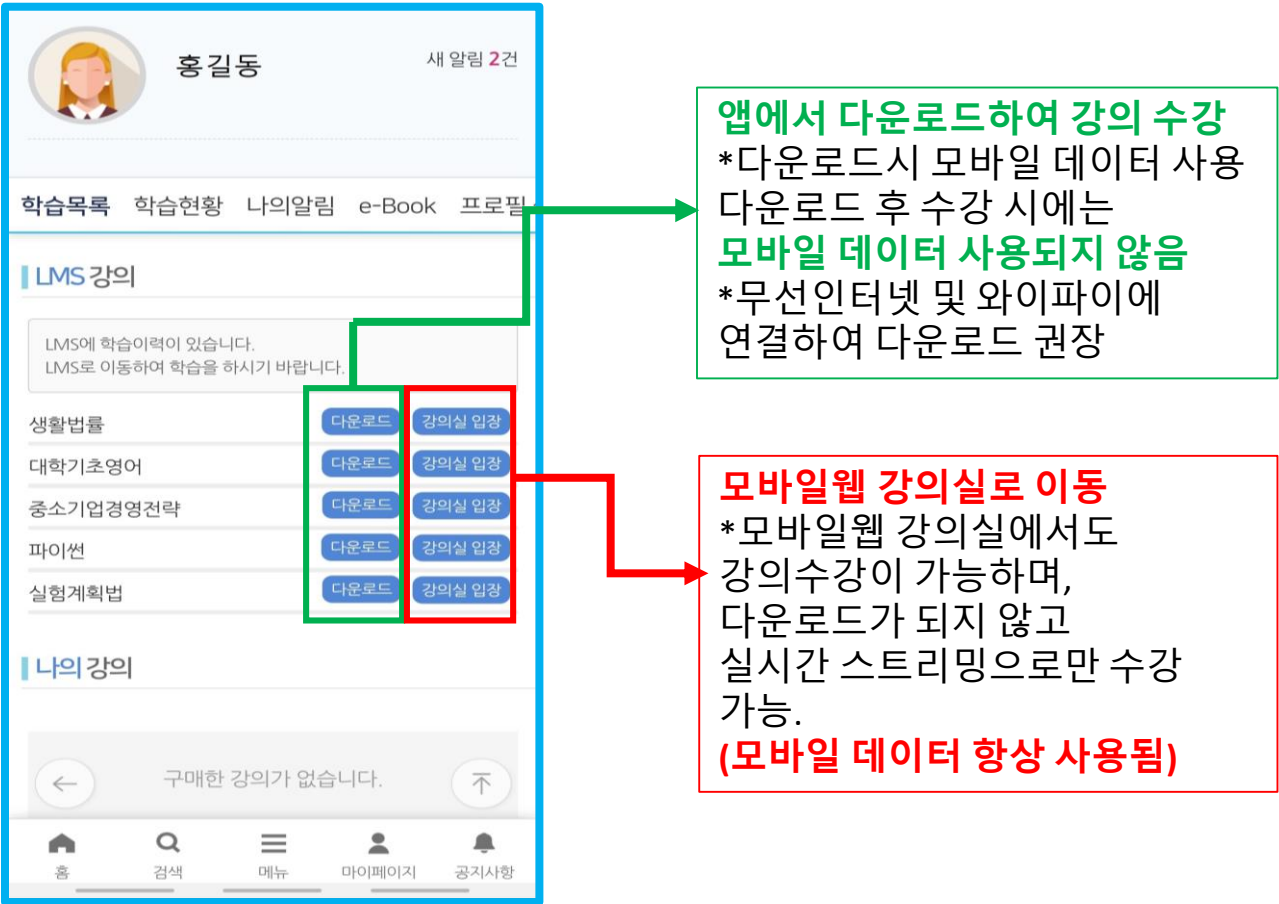 홍길동
새 알림 2건
학습목록 학습현황 나의알림 e-Book 프로필
LMS 강의
LMS에 학습이력이 있습니다.
LMS로 이동하여 학습을 하시기 바랍니다.
생활법률 다운로드 강의실 입장
대학기초영어 다운로드 강의실 입장
중소기업경영전략 다운로드 강의실 입장
파이썬 다운로드 강의실 입장
실험계획법 다운로드 강의실 입장
나의 강의
구매한 강의가 없습니다.
홈 검색 메뉴 마이페이지 공지사항
앱에서 다운로드하여 강의 수강
*다운로드시 모바일 데이터 사용
다운로드 후 수강 시에는
모바일 데이터 사용되지 않음
*무선인터넷 및 와이파이에
연결하여 다운로드 권장
모바일웹 강의실로 이동
*모바일웹 강의실에서도
강의수강이 가능하며,
다운로드가 되지 않고
실시간 스트리밍으로만 수강
가능.
(모바일 데이터 항상 사용됨)